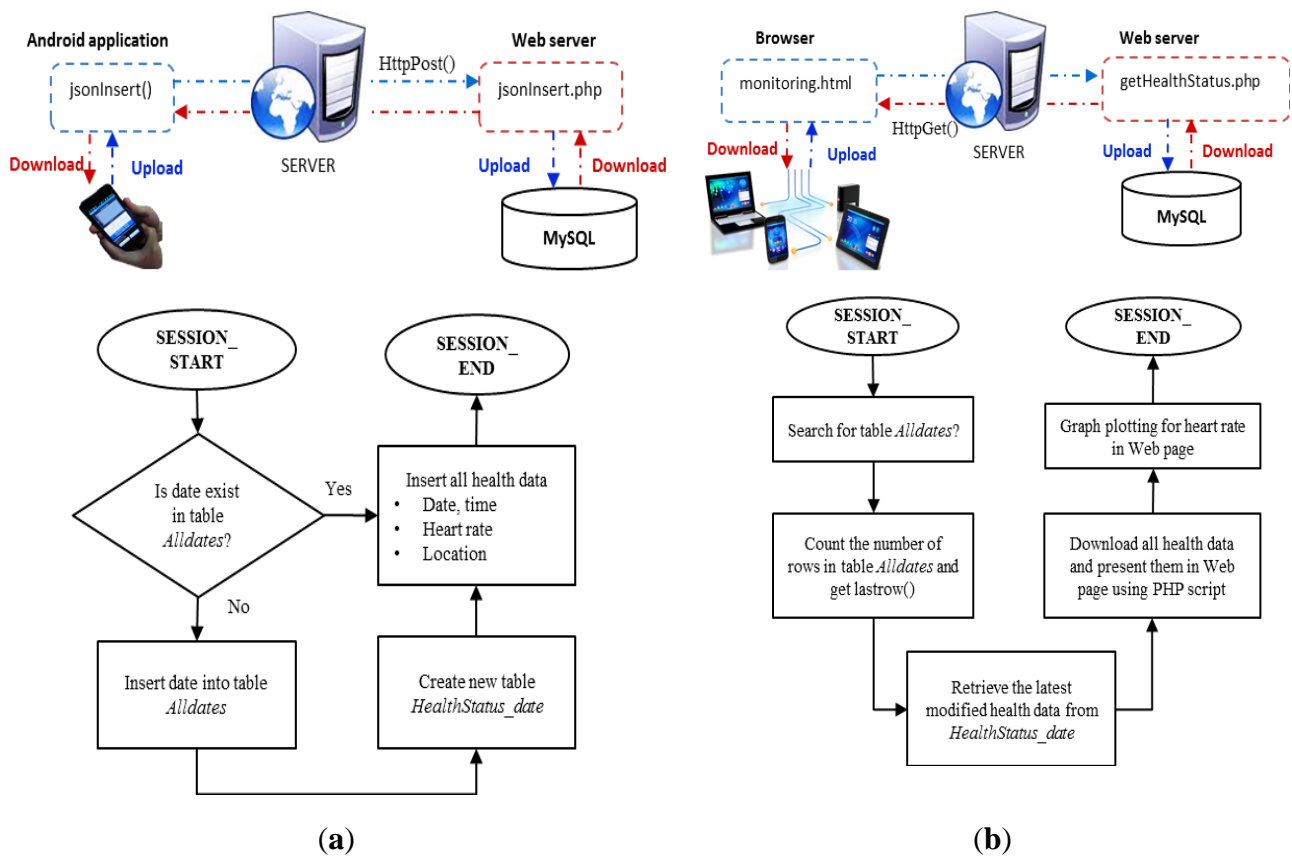 Android application
Web server
HttpPost()
jsonInsert()
jsonInsert.php
Download
Upload
SERVER
Upload
Download
MySQL
SESSION_
START
SESSION_
END
Is date exist
in table
Alldates?
Yes
No
Insert all health data
• Date, time
• Heart rate
• Location
Insert date into table
Alldates
Create new table
HealthStatus_date
(a)
Browser
Web server
monitoring.html
getHealthStatus.php
HttpGet()
Download
Upload
SERVER
Upload
Download
MySQL
SESSION_
START
SESSION_
END
Search for table Alldates?
Graph plotting for heart rate
in Web page
Count the number of
rows in table Alldates and
get lastrow()
Download all health data
and present them in Web
page using PHP script
Retrieve the latest
modified health data from
HealthStatus_date
(b)